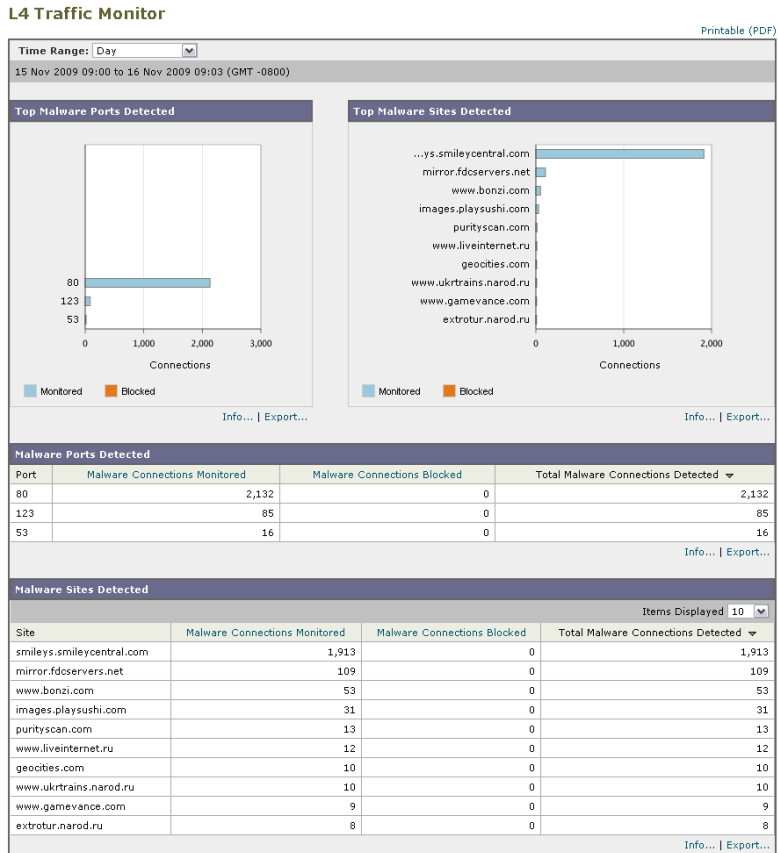 L4 Traffic Monitor
Printable (PDF)
Time Range: Day
15 Nov 2009 09:00 to 16 Nov 2009 09:03 (GMT -0800)
Top Malware Ports Detected
80
123
53
0 1,000 2,000 3,000
Connections
Monitored Blocked
Info... | Export...
Top Malware Sites Detected
...ys.smileycentral.com
mirror.fdcservers.net
www.bonzi.com
images.playsushi.com
purityscan.com
www.liveinternet.ru
geocities.com
www.ukrtrains.narod.ru
www.gamevance.com
extrotur.narod.ru
0 1,000 2,000
Connections
Monitored Blocked
Info... | Export...
Malware Ports Detected
Port Malware Connections Monitored Malware Connections Blocked Total Malware Connections Detected
80 2,132 0 2,132
123 85 0 85
53 16 0 16
Info... | Export...
Malware Sites Detected
Items Displayed 10
Site Malware Connections Monitored Malware Connections Blocked Total Malware Connections Detected
smileys.smileycentral.com 1,913 0 1,913
mirror.fdcservers.net 109 0 109
www.bonzi.com 53 0 53
images.playsushi.com 31 0 31
purityscan.com 13 0 13
www.liveinternet.ru 12 0 12
geocities.com 10 0 10
www.ukrtrains.narod.ru 10 0 10
www.gamevance.com 9 0 9
extrotur.narod.ru 8 0 8
Info... | Export...